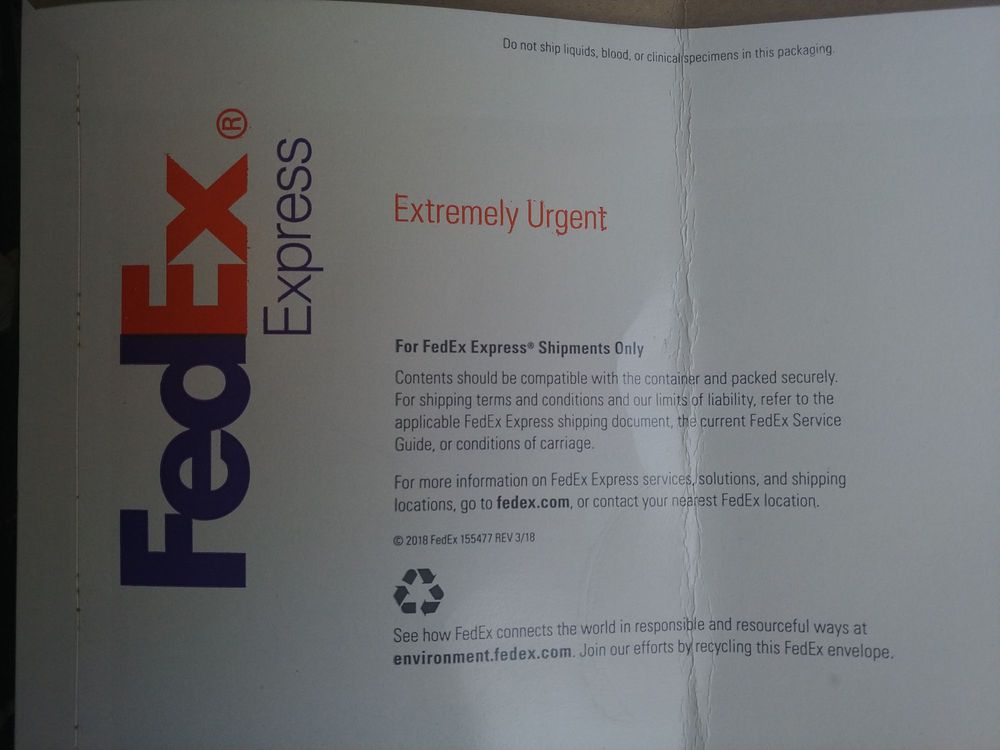 Do not ship liquids, blood, or clinical specimens in this packaging.
FedEx®
Express
Extremely Urgent
For FedEx Express® Shipments Only
Contents should be compatible with the container and packed securely.
For shipping terms and conditions and our limits of liability, refer to the
applicable FedEx Express shipping document, the current FedEx Service
Guide, or conditions of carriage.
For more information on FedEx Express services, solutions, and shipping
locations, go to fedex.com, or contact your nearest FedEx location.
© 2018 FedEx 155477 REV 3/18
See how FedEx connects the world in responsible and resourceful ways at
environment.fedex.com. Join our efforts by recycling this FedEx envelope.